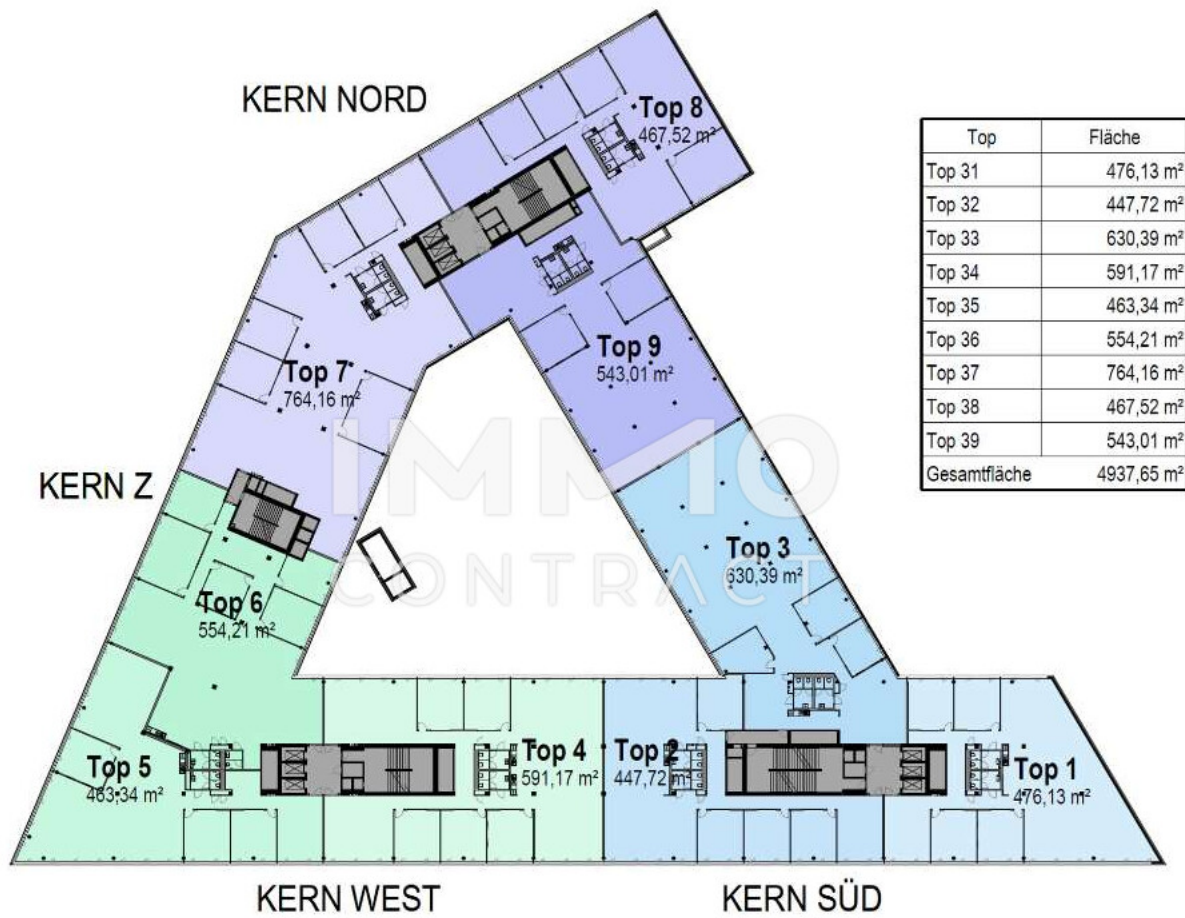 KERN NORD
Top 8
467,52 m²
Top 9
543,01 m²
Top 7
764,16 m²
KERN Z
Top 3
630,39 m²
Top 6
554,21 m²
Top 5
463,34 m²
Top 4
591,17 m²
Top 2
447,72 m²
Top 1
476,13 m²
KERN WEST
KERN SÜD
IMMO
CONTRACT
Top Fläche
Top 31 476,13 m²
Top 32 447,72 m²
Top 33 630,39 m²
Top 34 591,17 m²
Top 35 463,34 m²
Top 36 554,21 m²
Top 37 764,16 m²
Top 38 467,52 m²
Top 39 543,01 m²
Gesamtfläche 4937,65 m²